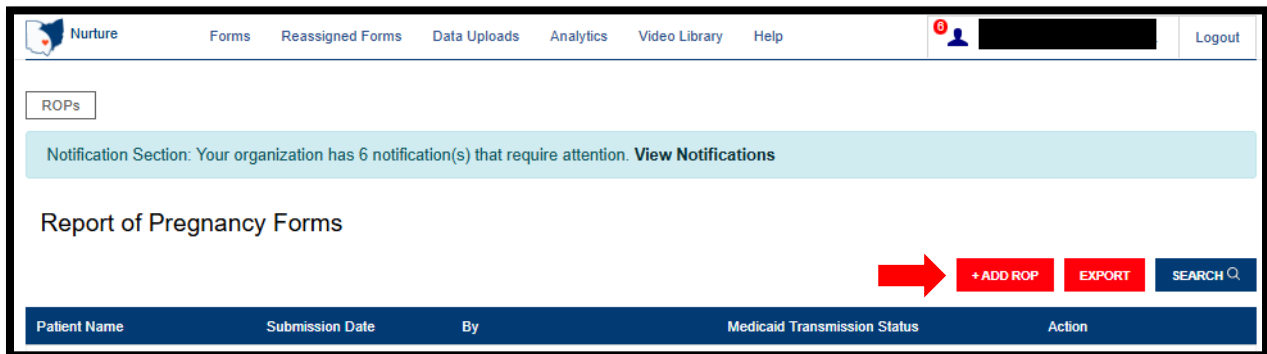 Nurture Forms Reassigned Forms Data Uploads Analytics Video Library Help 6 Logout
ROPs
Notification Section: Your organization has 6 notification(s) that require attention. View Notifications
Report of Pregnancy Forms
+ ADD ROP EXPORT SEARCH
Patient Name Submission Date By Medicaid Transmission Status Action